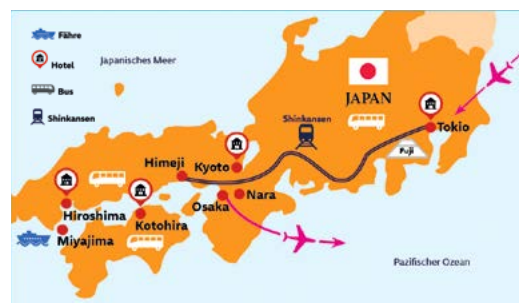 Fähre
Japanisches Meer
Hotel
Bus
Shinkansen
JAPAN
Shinkansen
Tokio
Fuji
Himeji
Kyoto
Nara
Osaka
Hiroshima
Kotohira
Miyajima
Pazifischer Ozean